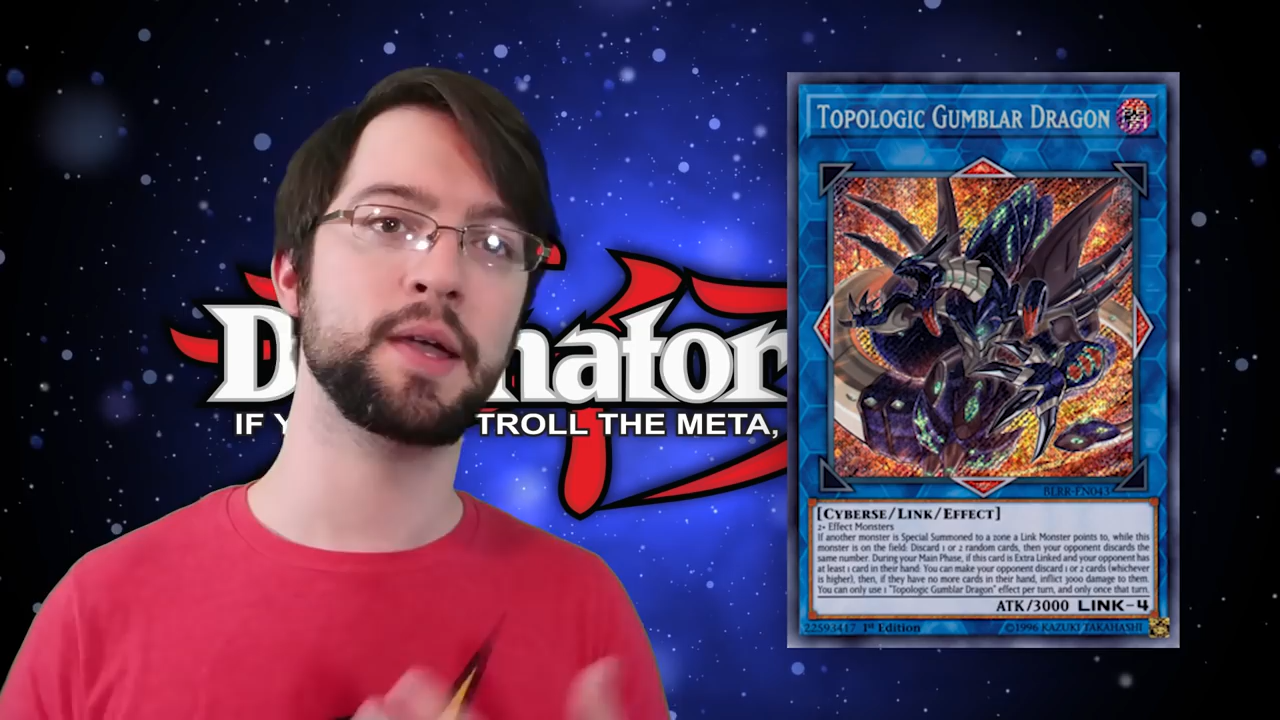 TOPOLOGIC GUMBLAR DRAGON
IF Y TROLL THE META,
BLRR-EN043
[CYBERSE/LINK/EFFECT]
2+ Effect Monsters
If another monster is Special Summoned to a zone a Link Monster points to, while this
monster is on the field: Discard 1 or 2 random cards, then your opponent discards the
same number. During your Main Phase, if this card is Extra Linked and your opponent has
at least 1 card in their hand: You can make your opponent discard 1 or 2 cards (whichever
is higher), then, if they have no more cards in their hand, inflict 3000 damage to them.
You can only use 1 "Topologic Gumblar Dragon" effect per turn, and only once that turn.
ATK/3000 LINK-4
22593417 1st Edition ©1996 KAZUKI TAKAHASHI